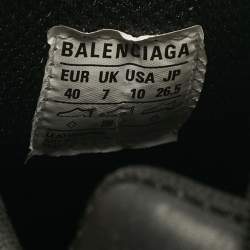 BALENCIAGA
EUR UK USA JP
40 7 10 26.5